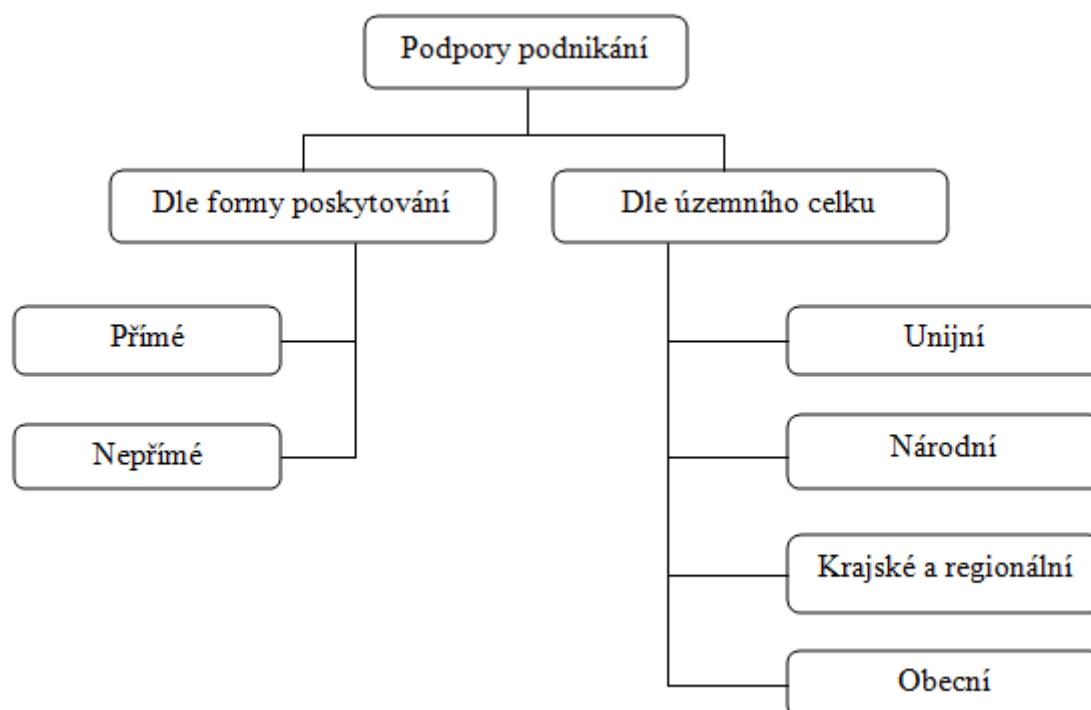 Podpory podnikání
Dle formy poskytování
Dle územního celku
Přímé
Nepřímé
Unijní
Národní
Krajské a regionální
Obecní